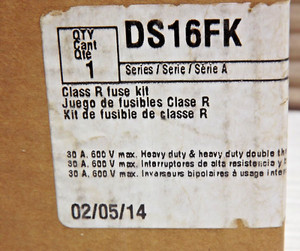 QTY
Cant
Qté
1
DS16FK
Series / Serie / Série A
Class R fuse kit
Juego de fusibles Clase R
Kit de fusible de classe R
30 A, 600 V max. Heavy duty & heavy duty double th
30 A, 600 V max. Interruptores de alta resistencia y
30 A, 600 V max. Inverseurs bipolaires à usage inten
02/05/14